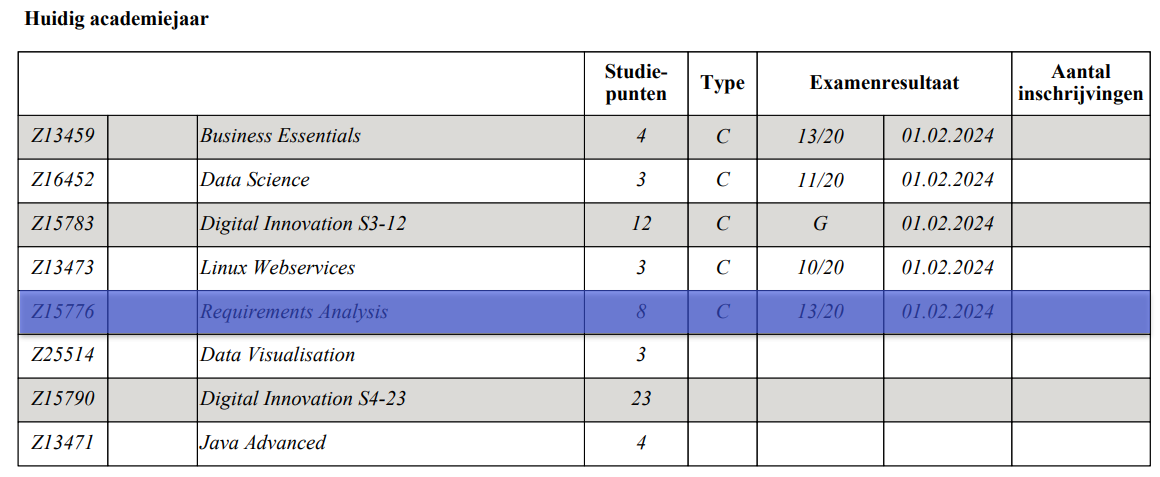 Huidig academiejaar
Studie-
punten
Type
Examenresultaat
Aantal
inschrijvingen
Z13459 Business Essentials 4 C 13/20 01.02.2024
Z16452 Data Science 3 C 11/20 01.02.2024
Z15783 Digital Innovation S3-12 12 C G 01.02.2024
Z13473 Linux Webservices 3 C 10/20 01.02.2024
Z15776 Requirements Analysis 8 C 13/20 01.02.2024
Z25514 Data Visualisation 3
Z15790 Digital Innovation S4-23 23
Z13471 Java Advanced 4